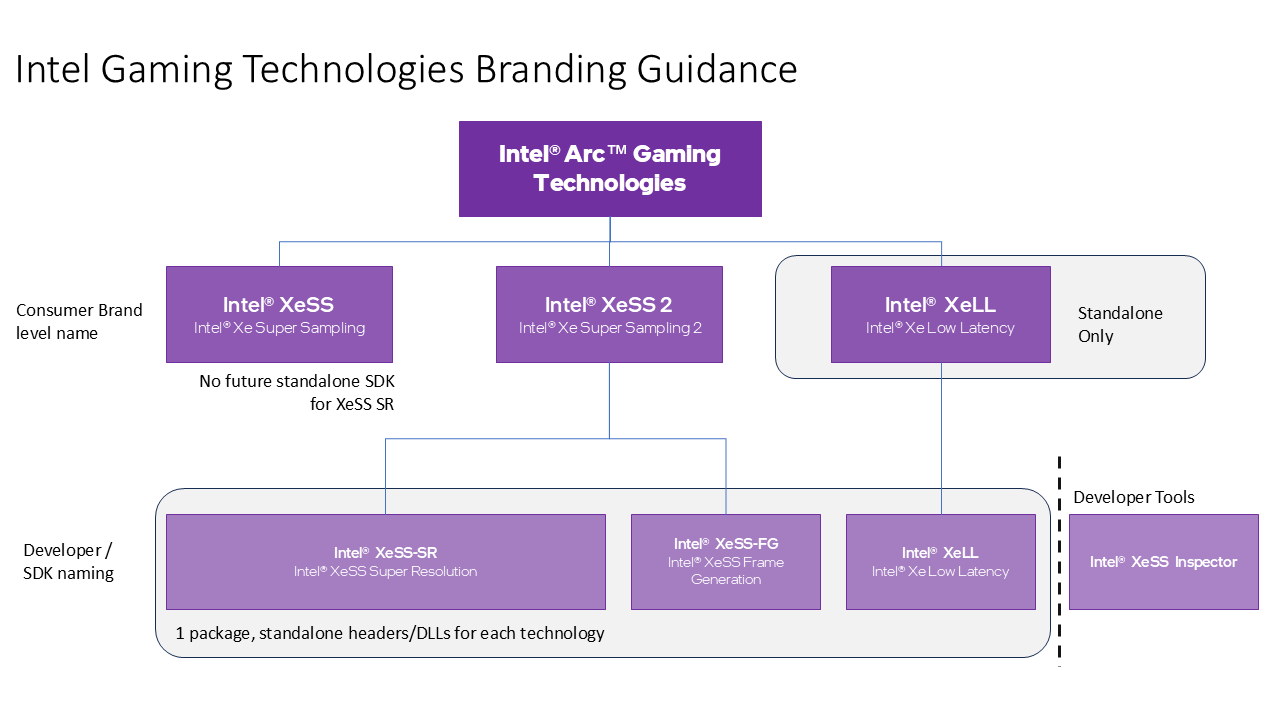 Intel Gaming Technologies Branding Guidance
Intel® Arc™ Gaming
Technologies
Consumer Brand
level name
Intel® XeSS
Intel® Xe Super Sampling
Intel® XeSS 2
Intel® Xe Super Sampling 2
Intel® XeLL
Intel® Xe Low Latency
Standalone
Only
No future standalone SDK
for XeSS SR
Developer Tools
Developer /
SDK naming
Intel® XeSS-SR
Intel® XeSS Super Resolution
Intel® XeSS-FG
Intel® XeSS Frame
Generation
Intel® XeLL
Intel® Xe Low Latency
Intel® XeSS Inspector
1 package, standalone headers/DLLs for each technology